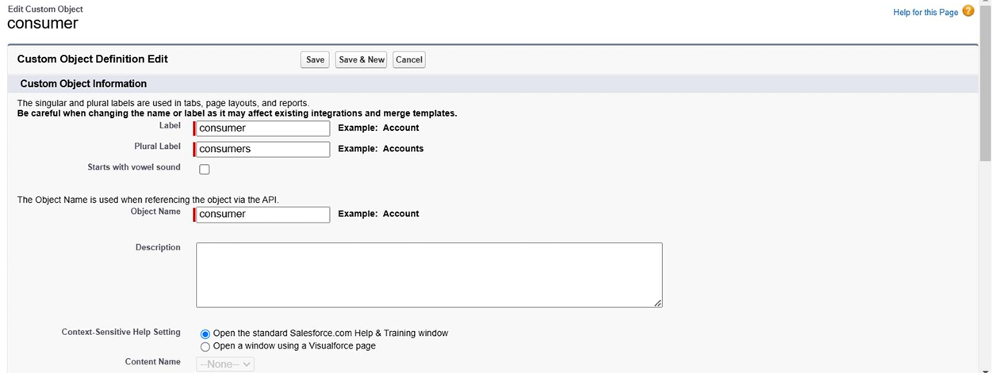 Edit Custom Object
consumer
Help for this Page ?
Custom Object Definition Edit Save Save & New Cancel
Custom Object Information
The singular and plural labels are used in tabs, page layouts, and reports.
Be careful when changing the name or label as it may affect existing integrations and merge templates.
Label consumer Example: Account
Plural Label consumers Example: Accounts
Starts with vowel sound
The Object Name is used when referencing the object via the API.
Object Name consumer Example: Account
Description
Context-Sensitive Help Setting Open the standard Salesforce.com Help & Training window
Open a window using a Visualforce page
Content Name --None--